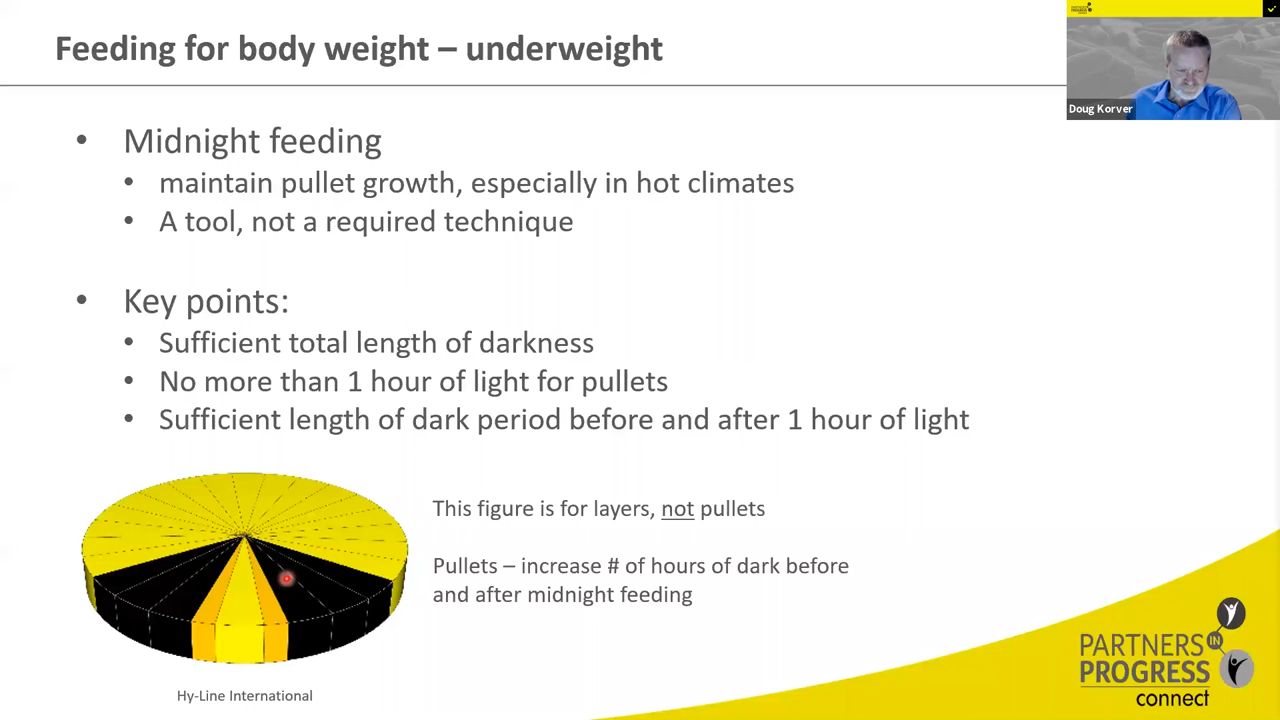 Feeding for body weight – underweight
Doug Korver
• Midnight feeding
• maintain pullet growth, especially in hot climates
• A tool, not a required technique
• Key points:
• Sufficient total length of darkness
• No more than 1 hour of light for pullets
• Sufficient length of dark period before and after 1 hour of light
This figure is for layers, not pullets
Pullets – increase # of hours of dark before
and after midnight feeding
Hy-Line International
PARTNERS
IN
PROGRESS
connect